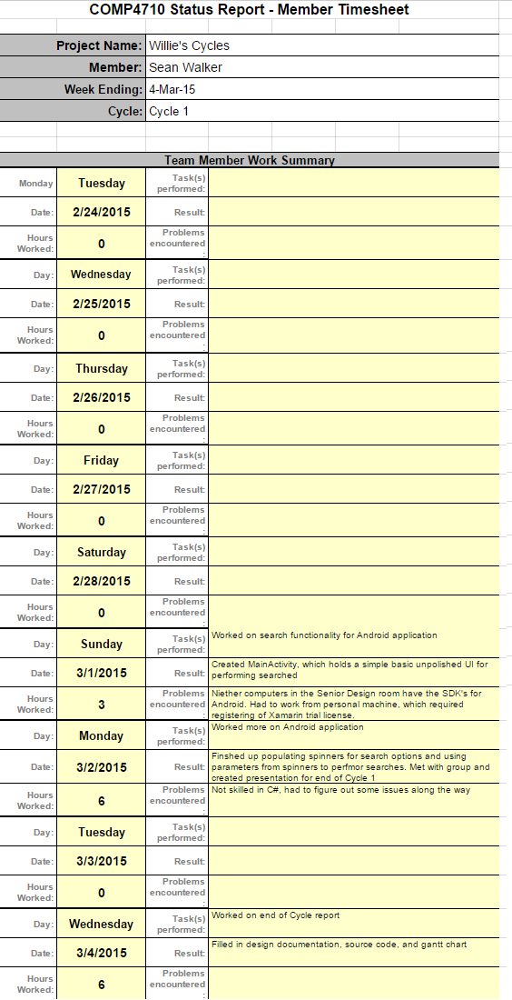 COMP4710 Status Report - Member Timesheet
Project Name: Willie's Cycles
Member: Sean Walker
Week Ending: 4-Mar-15
Cycle: Cycle 1
Team Member Work Summary
Monday Tuesday Task(s) performed:
Date: 2/24/2015 Result:
Hours Worked: 0 Problems encountered :
Day: Wednesday Task(s) performed:
Date: 2/25/2015 Result:
Hours Worked: 0 Problems encountered :
Day: Thursday Task(s) performed:
Date: 2/26/2015 Result:
Hours Worked: 0 Problems encountered :
Day: Friday Task(s) performed:
Date: 2/27/2015 Result:
Hours Worked: 0 Problems encountered :
Day: Saturday Task(s) performed:
Date: 2/28/2015 Result:
Hours Worked: 0 Problems encountered :
Day: Sunday Task(s) performed: Worked on search functionality for Android application
Date: 3/1/2015 Result: Created MainActivity, which holds a simple basic unpolished UI for
performing searched
Hours Worked: 3 Problems encountered : Niether computers in the Senior Design room have the SDK's for
Android. Had to work from personal machine, which required
registering of Xamarin trial license.
Day: Monday Task(s) performed: Worked more on Android application
Date: 3/2/2015 Result: Finshed up populating spinners for search options and using
parameters from spinners to perfmor searches. Met with group and
created presentation for end of Cycle 1
Hours Worked: 6 Problems encountered : Not skilled in C#, had to figure out some issues along the way
Day: Tuesday Task(s) performed:
Date: 3/3/2015 Result:
Hours Worked: 0 Problems encountered :
Day: Wednesday Task(s) performed: Worked on end of Cycle report
Date: 3/4/2015 Result: Filled in design documentation, source code, and gantt chart
Hours Worked: 6 Problems encountered :